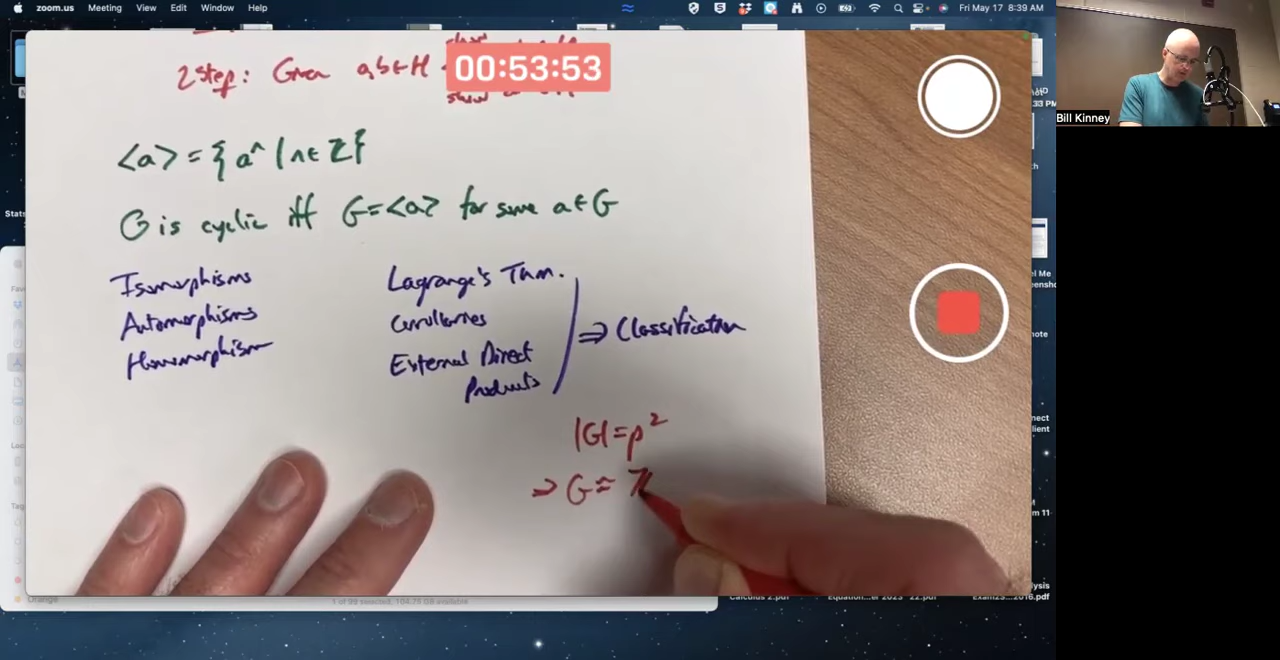 zoom.us Meeting View Edit Window Help Fri May 17 8:39 AM
2 step: Given a,b∈H
00:53:53
<a> = { a^n | n∈ℤ}
G is cyclic iff G=<a> for some a∈G
Isomorphisms
Automorphisms
Homomorphism
Lagrange's Thm.
Corollaries
External Direct
Products
⇒ Classification
|G|=p²
⇒ G≈ ℤ
Bill Kinney